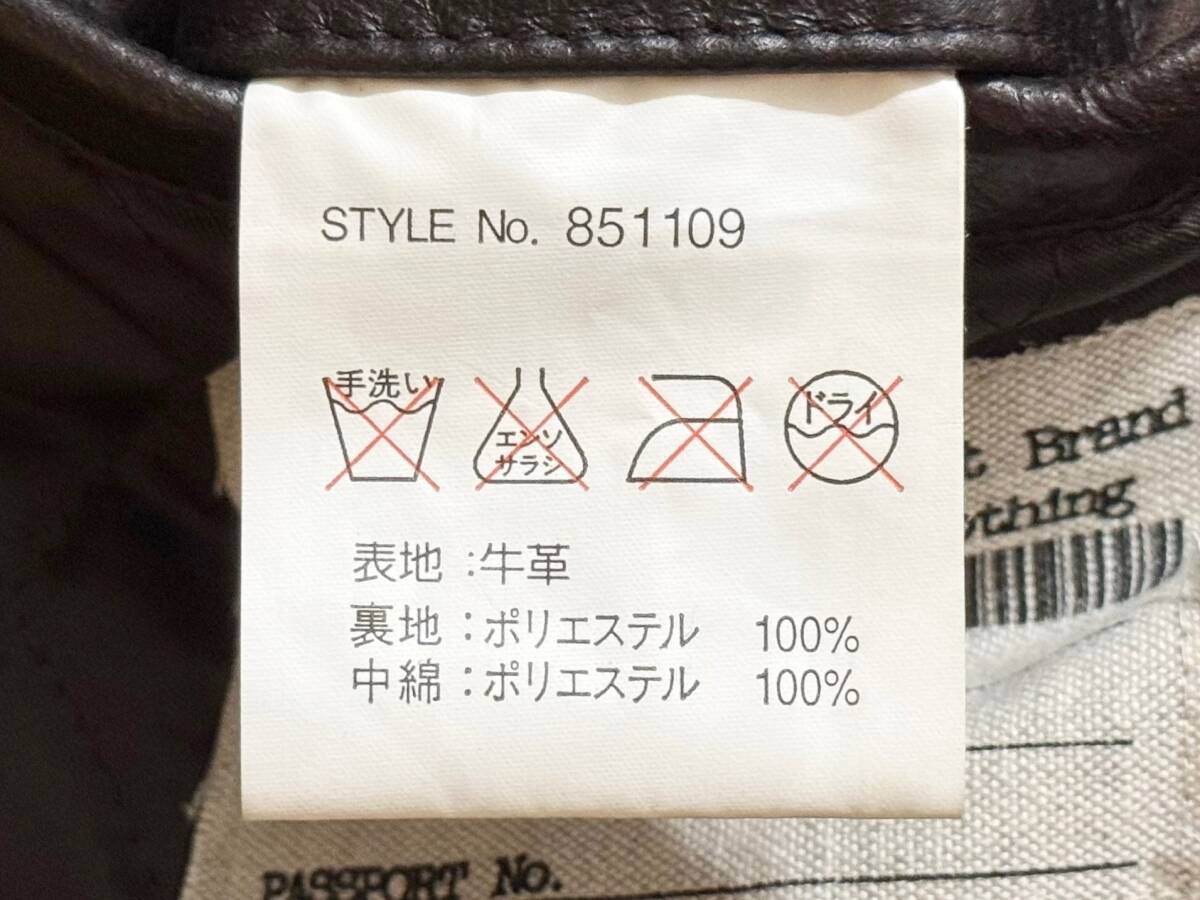 STYLE No. 851109
手洗い
エンソ
サラシ
ドライ
表地：牛革
裏地：ポリエステル 100%
中綿：ポリエステル 100%
Brand
PASSPORT No.